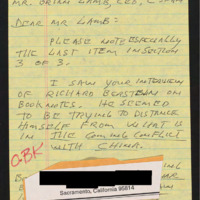 MR. BRIAN LAMB, CEO, C-SPAN
DEAR MR. LAMB:
PLEASE NOTE ESPECIALLY
THE LAST ITEM IN SECTION
3 OF 3.
I SAW YOUR INTERVIEW
OF RICHARD BERNSTEIN ON
BOOKNOTES. HE SEEMED
TO BE TRYING TO DISTANCE
HIMSELF FROM WHAT
IN THE COMING CONFLICT
WITH CHINA.
Sacramento, California 95814